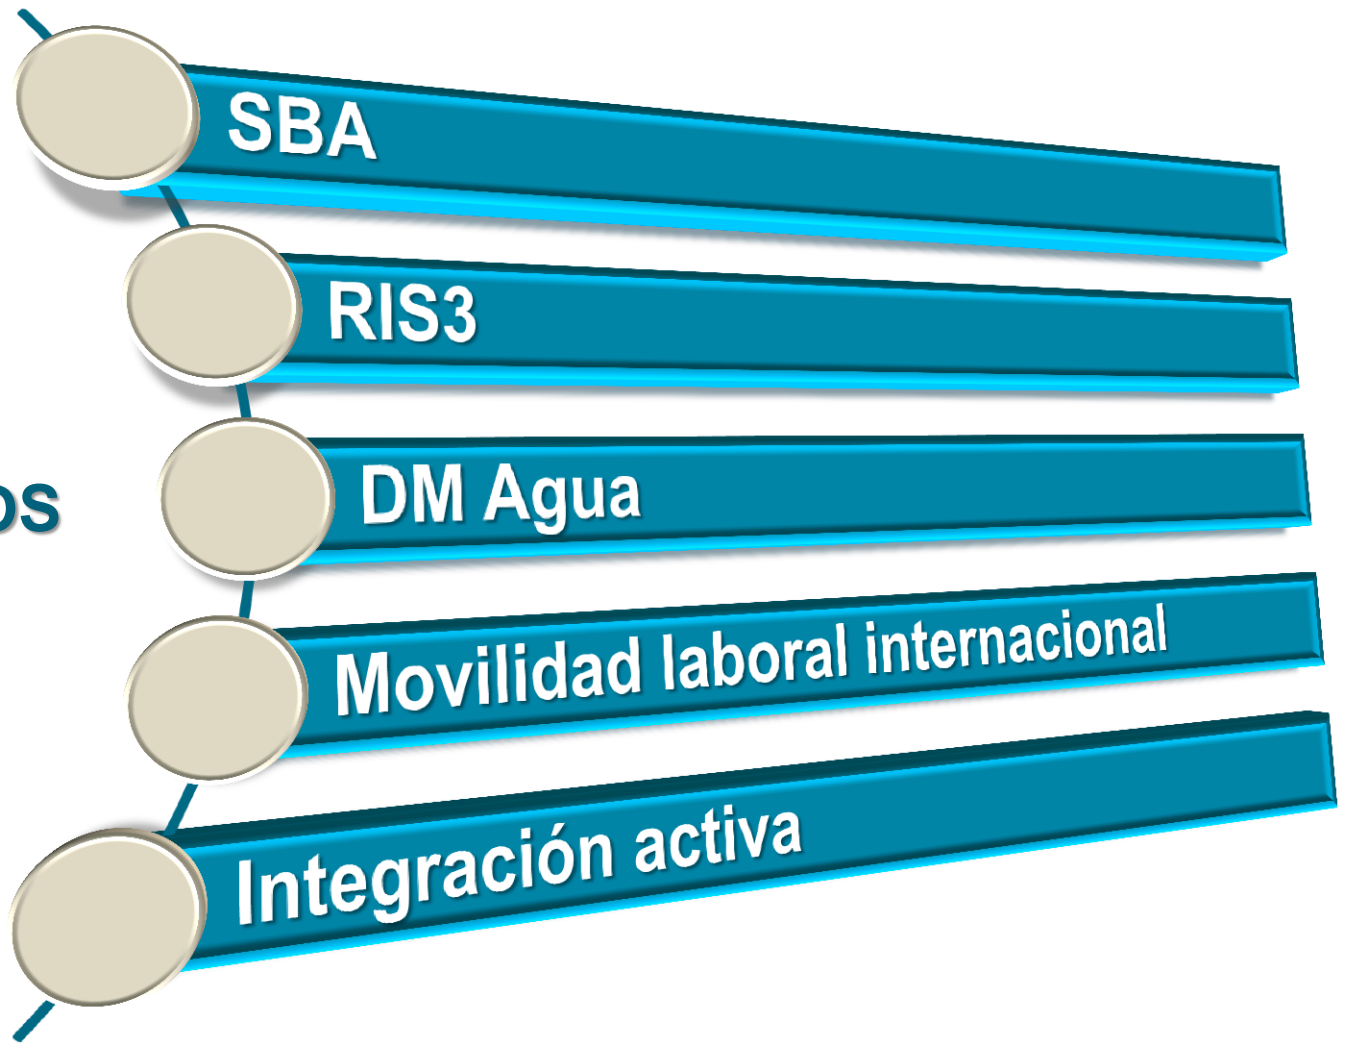 SBA
RIS3
DM Agua
Movilidad laboral internacional
Integración activa